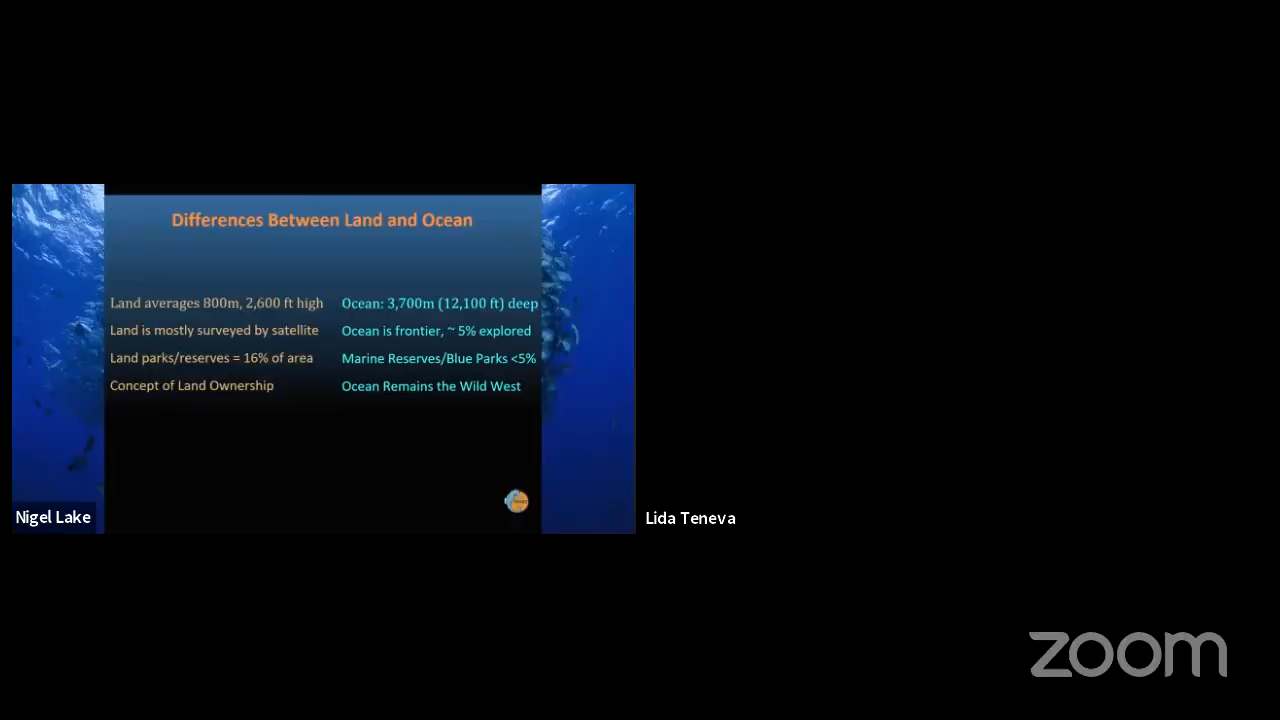 Differences Between Land and Ocean
Land averages 800m, 2,600 ft high
Ocean: 3,700m (12,100 ft) deep
Land is mostly surveyed by satellite
Ocean is frontier, ~ 5% explored
Land parks/reserves = 16% of area
Marine Reserves/Blue Parks <5%
Concept of Land Ownership
Ocean Remains the Wild West
Nigel Lake
Lida Teneva
zoom